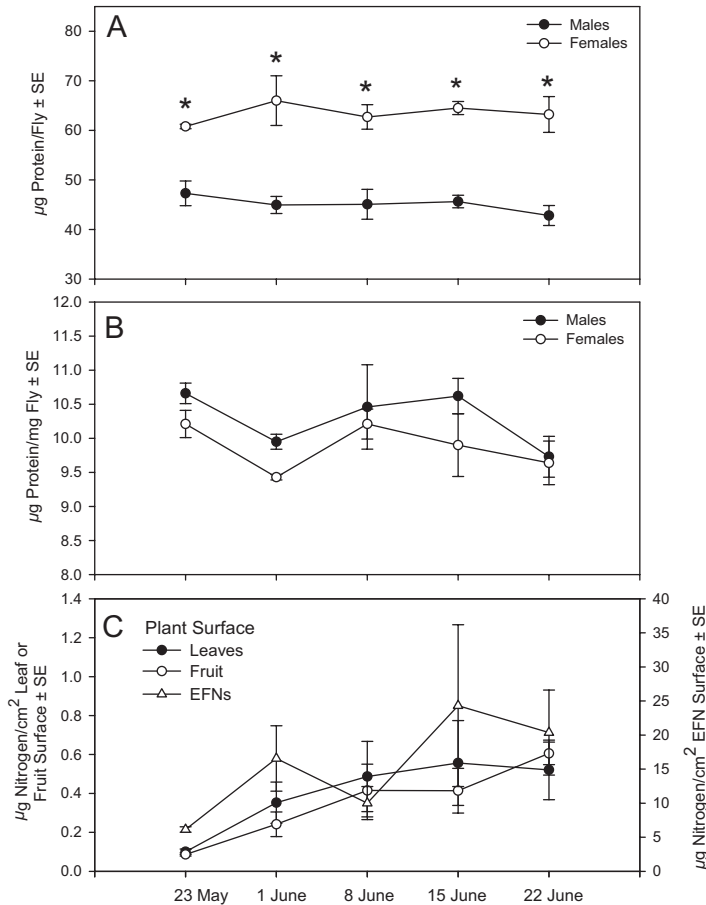 A
Males
Females
80
70
60
50
40
30
* * * * *
µg Protein/Fly ± SE
B
Males
Females
12.0
11.5
11.0
10.5
10.0
9.5
9.0
8.5
8.0
µg Protein/mg Fly ± SE
C
Plant Surface
Leaves
Fruit
EFNs
1.4
1.2
1.0
0.8
0.6
0.4
0.2
0.0
µg Nitrogen/cm² Leaf or
Fruit Surface ± SE
40
35
30
25
20
15
10
5
0
µg Nitrogen/cm² EFN Surface ± SE
23 May 1 June 8 June 15 June 22 June